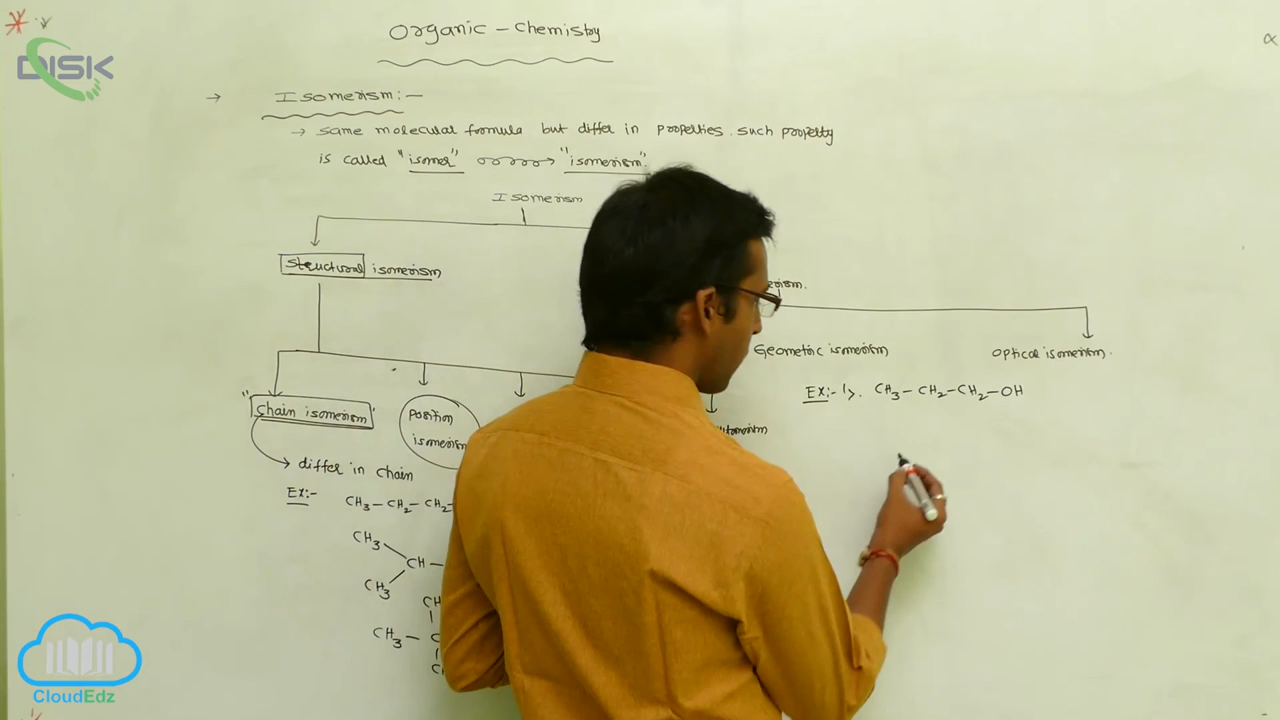 Organic - Chemistry
DISK
→ Isomerism:-
→ same molecular formula but differ in properties. such property
is called "isomer" → "isomerism".
Isomerism
structural isomerism
Geometric isomerism
Optical isomerism.
Ex:- 1>. CH3 - CH2 - CH2 - OH
"chain isomerism"
position
isomerism
→ differ in chain
Ex:- CH3 - CH2 - CH2 -
CH3
CH -
CH3
CH3 -
CloudEdz